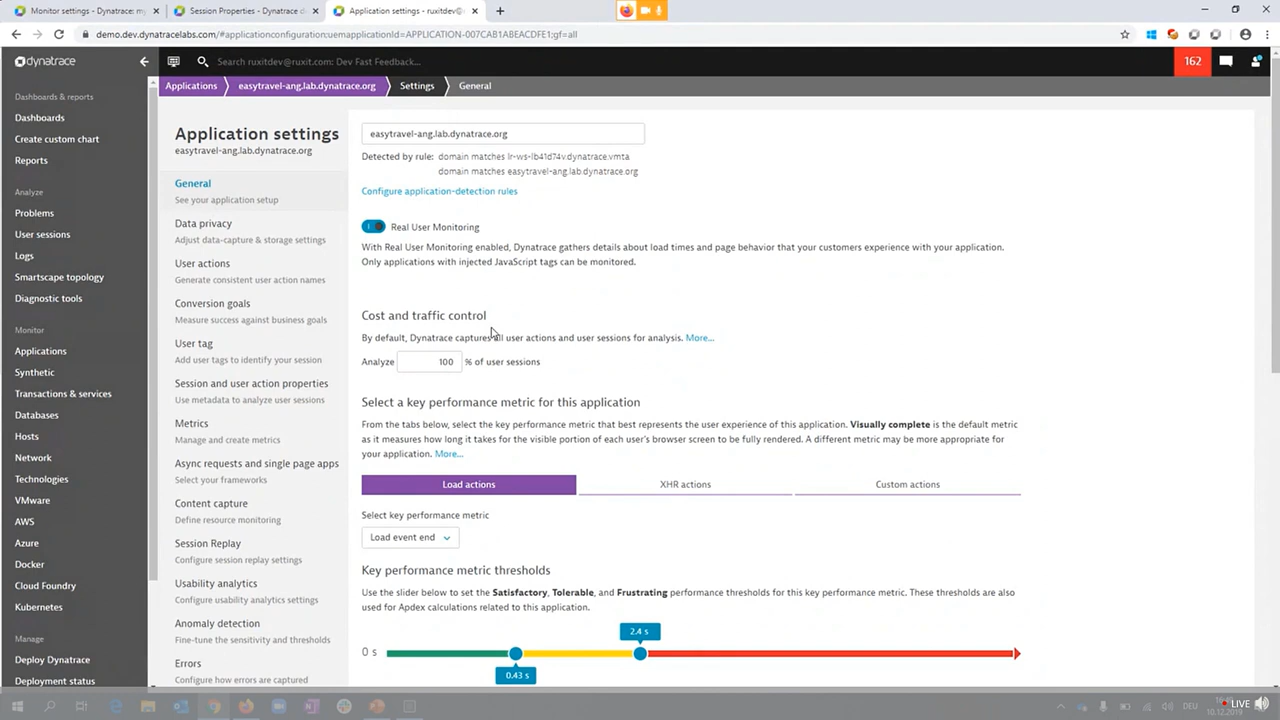 Monitor settings - Dynatrace: my
Session Properties - Dynatrace d
Application settings - ruxitdev@
demo.dev.dynatracelabs.com/#applicationconfiguration;uemapplicationId=APPLICATION-007CAB1ABEACDFE1;gf=all
dynatrace
Search ruxitdev@ruxit.com: Dev Fast Feedback...
162
Applications
easytravel-ang.lab.dynatrace.org
Settings
General
Dashboards & reports
Dashboards
Create custom chart
Reports
Analyze
Problems
User sessions
Logs
Smartscape topology
Diagnostic tools
Monitor
Applications
Synthetic
Transactions & services
Databases
Hosts
Network
Technologies
VMware
AWS
Azure
Docker
Cloud Foundry
Kubernetes
Manage
Deploy Dynatrace
Deployment status
Application settings
easytravel-ang.lab.dynatrace.org
General
See your application setup
Data privacy
Adjust data-capture & storage settings
User actions
Generate consistent user action names
Conversion goals
Measure success against business goals
User tag
Add user tags to identify your session
Session and user action properties
Use metadata to analyze user sessions
Metrics
Manage and create metrics
Async requests and single page apps
Select your frameworks
Content capture
Define resource monitoring
Session Replay
Configure session replay settings
Usability analytics
Configure usability analytics settings
Anomaly detection
Fine-tune the sensitivity and thresholds
Errors
Configure how errors are captured
easytravel-ang.lab.dynatrace.org
Detected by rule: domain matches lr-ws-lb41d74v.dynatrace.vmta
domain matches easytravel-ang.lab.dynatrace.org
Configure application-detection rules
Real User Monitoring
With Real User Monitoring enabled, Dynatrace gathers details about load times and page behavior that your customers experience with your application.
Only applications with injected JavaScript tags can be monitored.
Cost and traffic control
By default, Dynatrace captures all user actions and user sessions for analysis. More...
Analyze 100 % of user sessions
Select a key performance metric for this application
From the tabs below, select the key performance metric that best represents the user experience of this application. Visually complete is the default metric
as it measures how long it takes for the visible portion of each user's browser screen to be fully rendered. A different metric may be more appropriate for
your application. More...
Load actions
XHR actions
Custom actions
Select key performance metric
Load event end
Key performance metric thresholds
Use the slider below to set the Satisfactory, Tolerable, and Frustrating performance thresholds for this key performance metric. These thresholds are also
used for Apdex calculations related to this application.
2.4 s
0 s
0.43 s
DEU
10.12.2019
LIVE